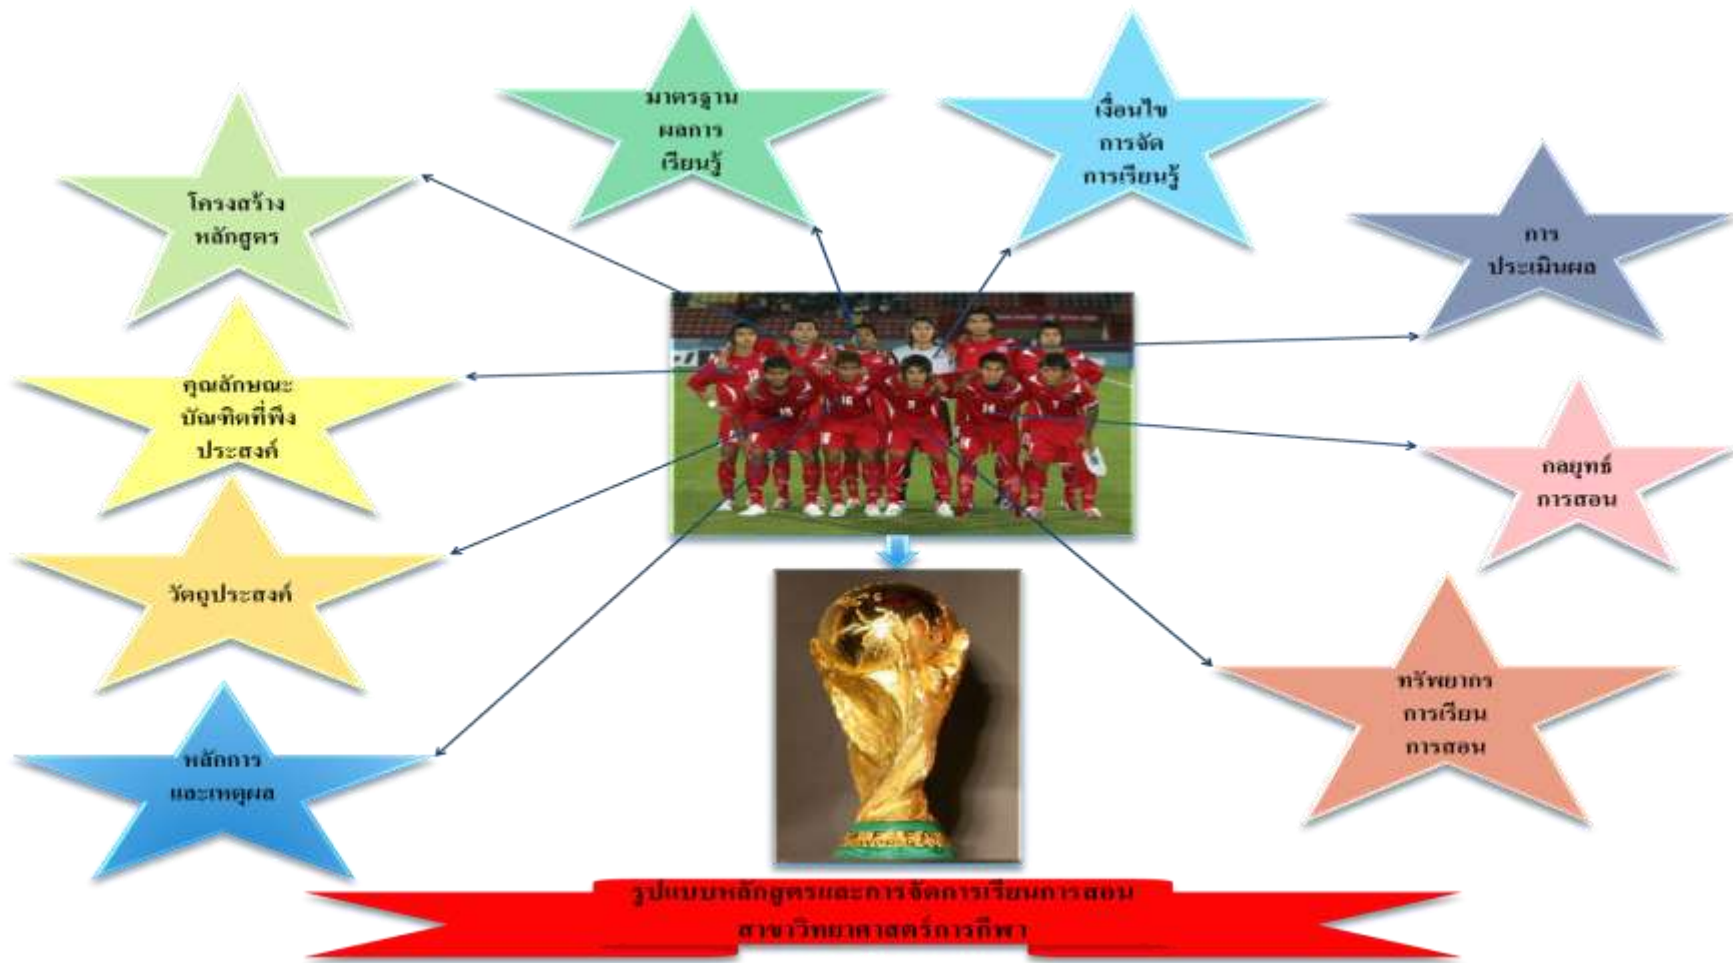 มาตรฐาน
ผลการ
เรียนรู้
เงื่อนไข
การจัด
การเรียนรู้
โครงสร้าง
หลักสูตร
การ
ประเมินผล
คุณลักษณะ
บัณฑิตที่พึง
ประสงค์
กลยุทธ์
การสอน
วัตถุประสงค์
ทรัพยากร
การเรียน
การสอน
หลักการ
และเหตุผล
รูปแบบหลักสูตรและการจัดการเรียนการสอน
สาขาวิทยาศาสตร์การกีฬา